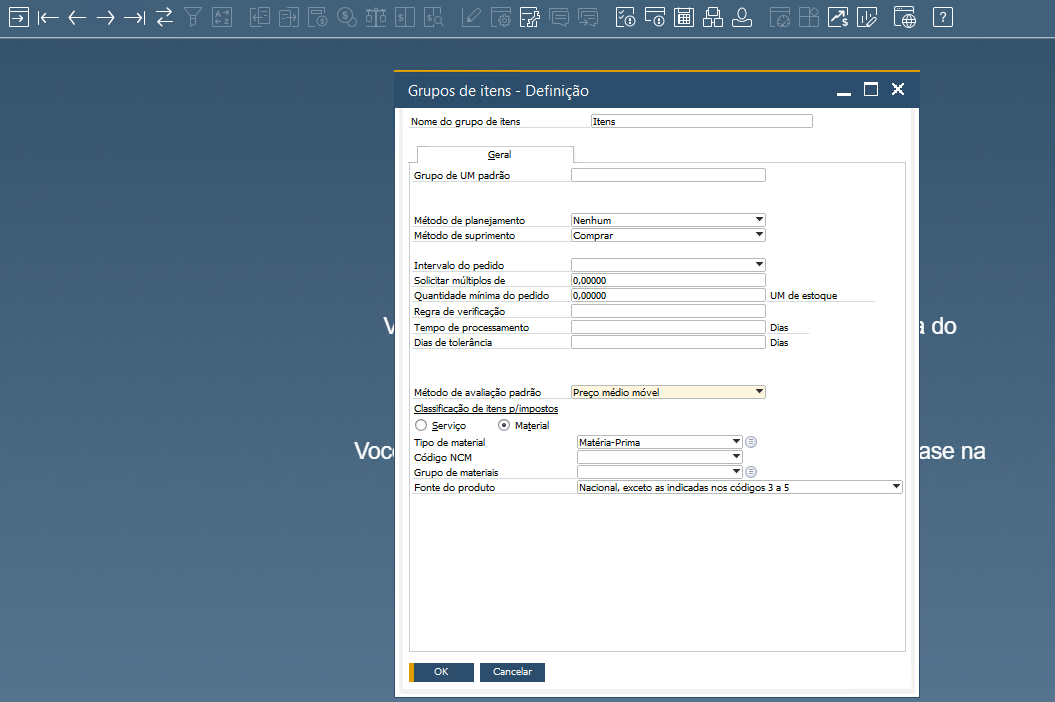 Grupos de itens - Definição
Nome do grupo de itens Itens
Geral
Grupo de UM padrão
Método de planejamento Nenhum
Método de suprimento Comprar
Intervalo do pedido
Solicitar múltiplos de 0,00000
Quantidade mínima do pedido 0,00000 UM de estoque
Regra de verificação
Tempo de processamento Dias
Dias de tolerância Dias
do
Método de avaliação padrão Preço médio móvel
Classificação de itens p/impostos
Serviço Material
Tipo de material Matéria-Prima
Código NCM
Grupo de materiais
Fonte do produto Nacional, exceto as indicadas nos códigos 3 a 5
na
OK Cancelar